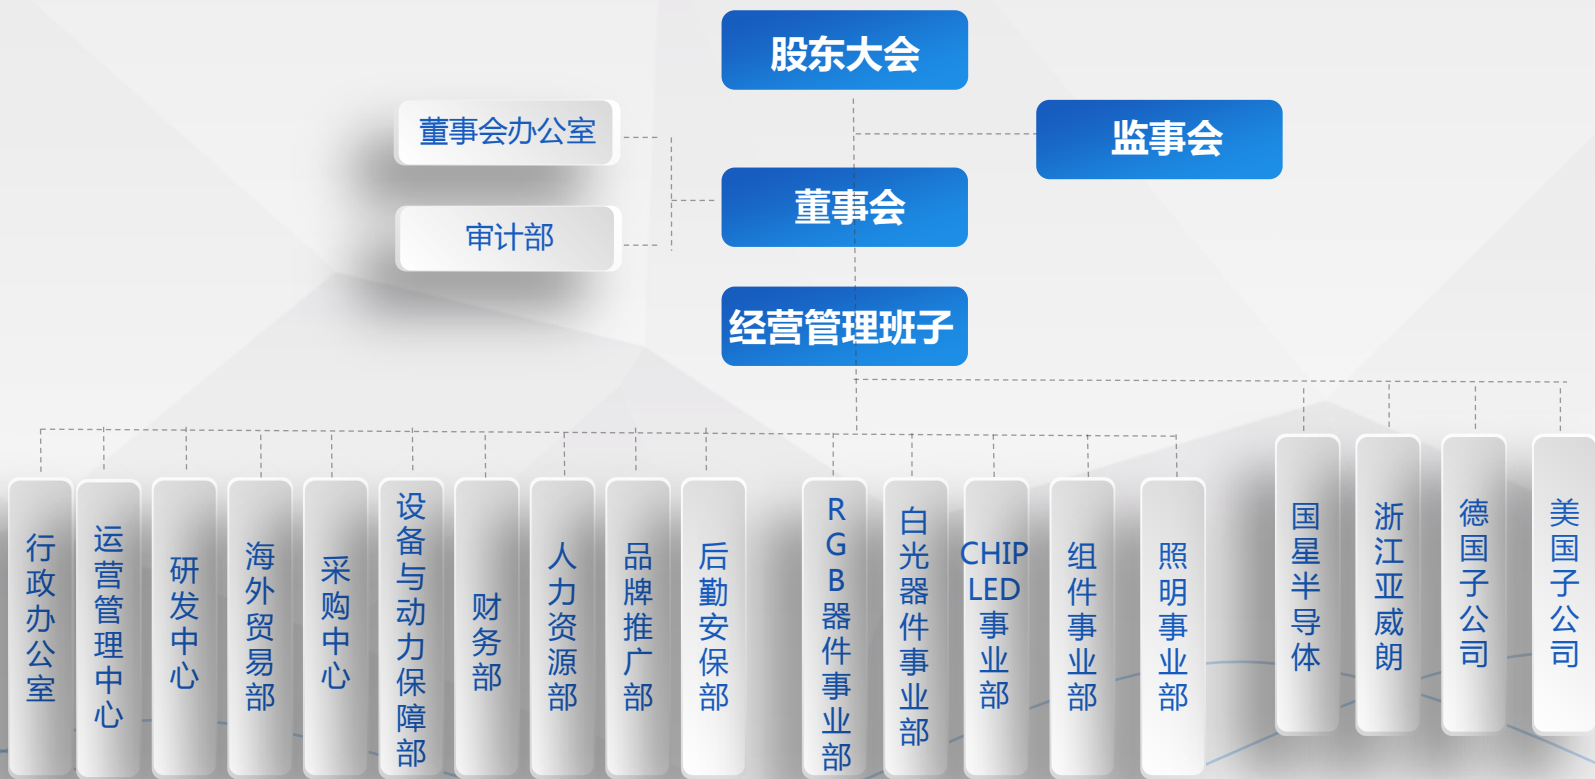 股东大会
董事会办公室
监事会
董事会
审计部
经营管理班子
行政办公室
运营管理中心
研发中心
海外贸易部
采购中心
设备与动力保障部
财务部
人力资源部
品牌推广部
后勤安保部
RGB器件事业部
白光器件事业部
CHIP
LED
事业部
组件事业部
照明事业部
国星半导体
浙江亚威朗
德国子公司
美国子公司